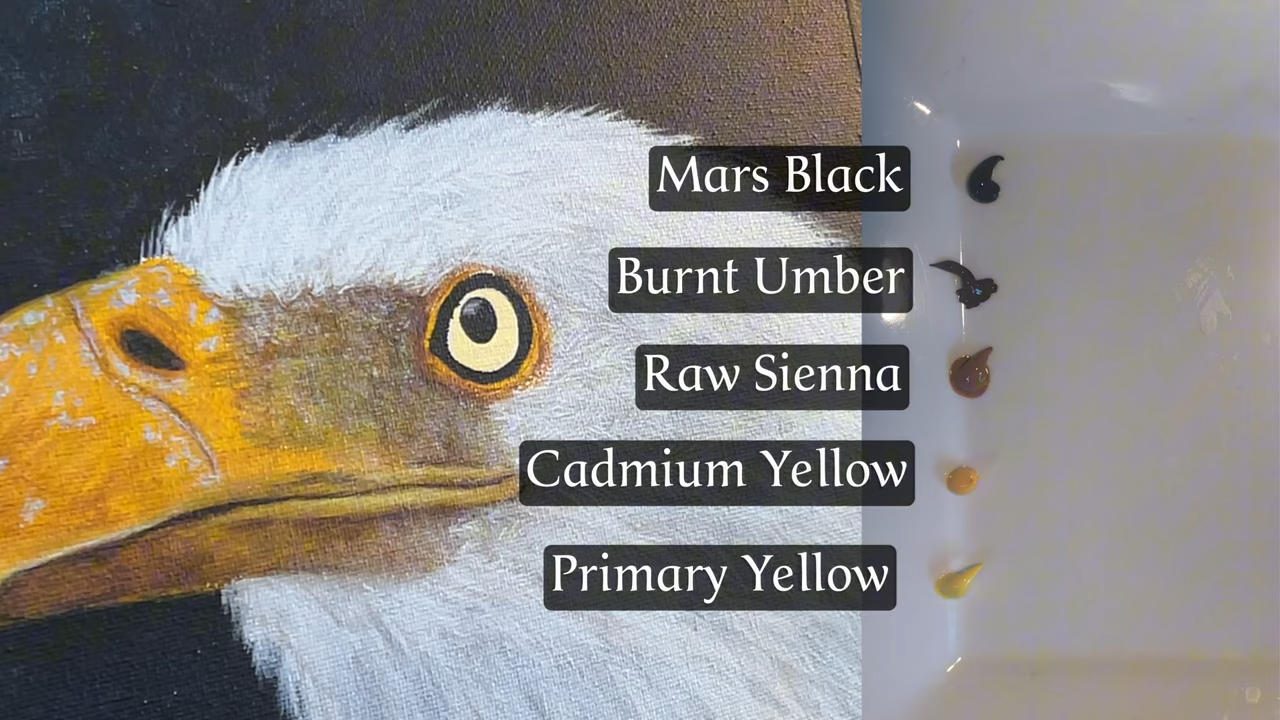 Mars Black
Burnt Umber
Raw Sienna
Cadmium Yellow
Primary Yellow